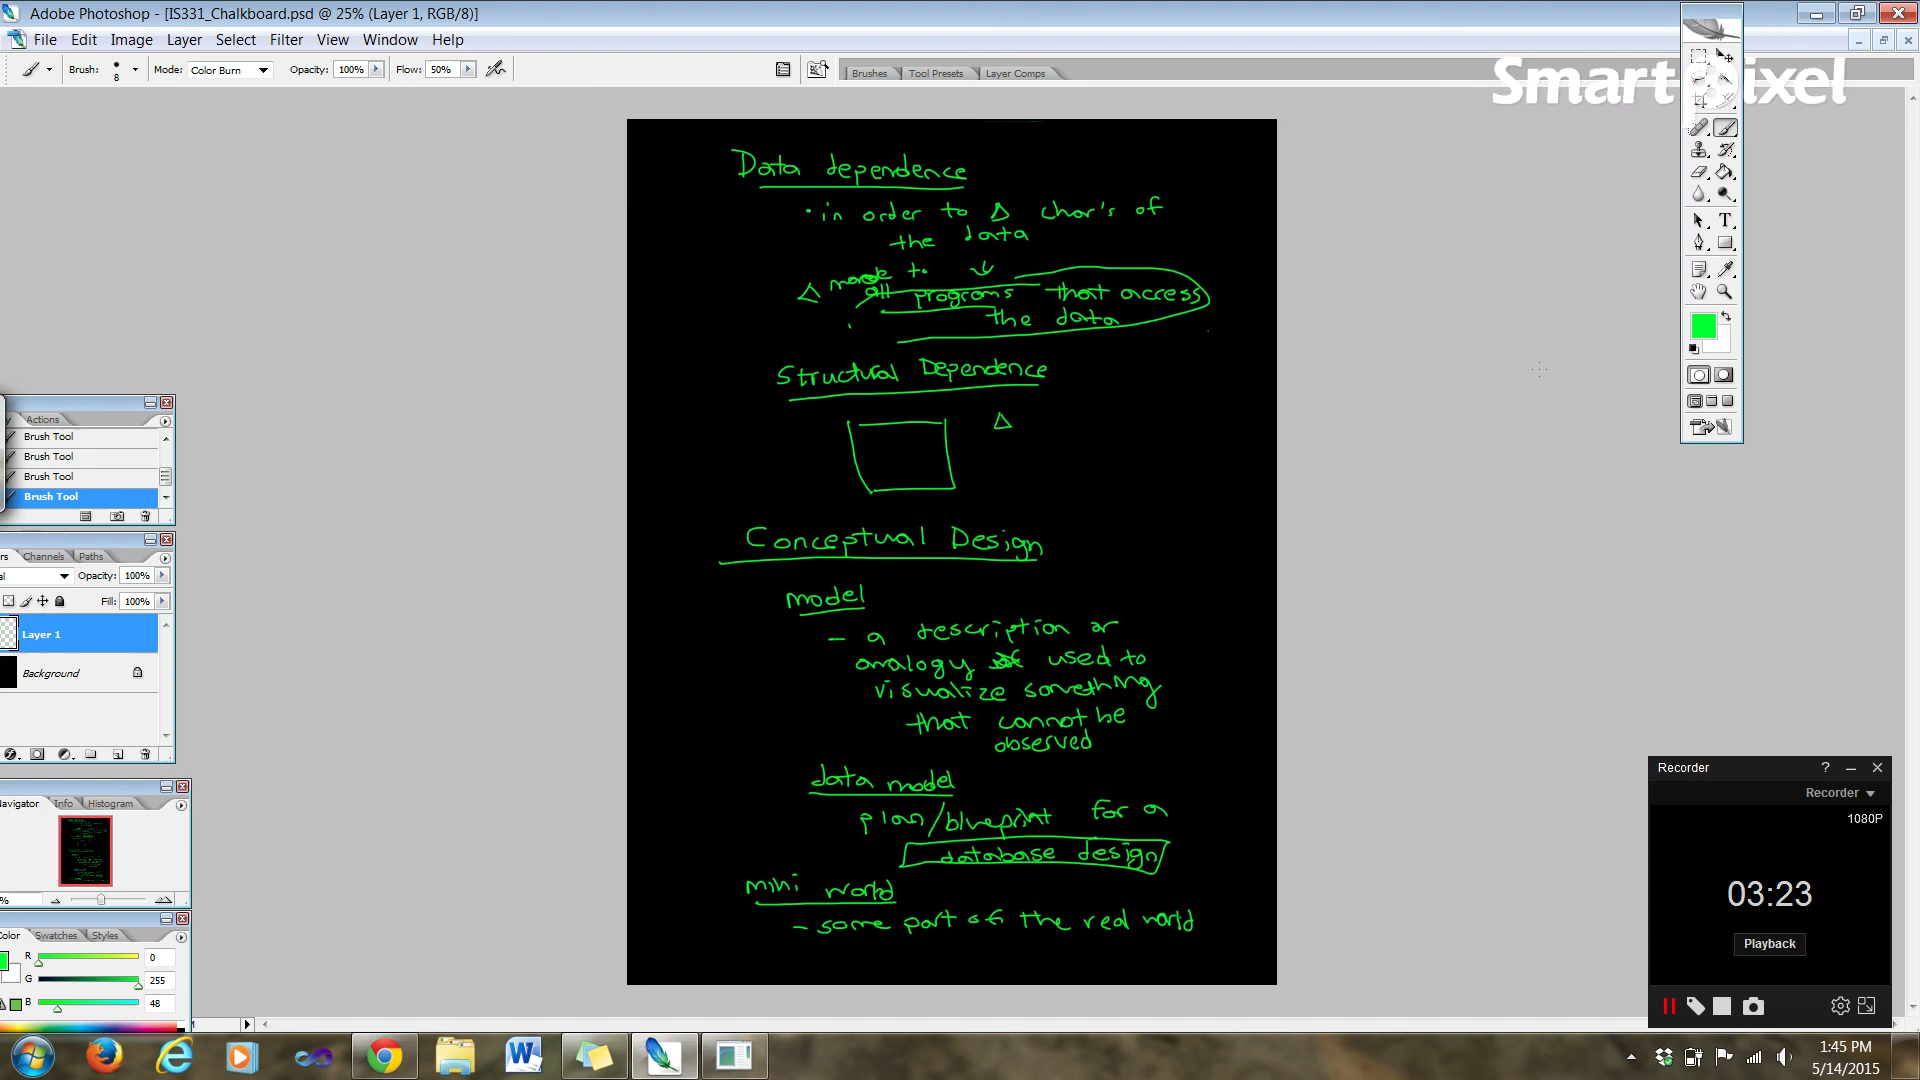 Adobe Photoshop - [IS331_Chalkboard.psd @ 25% (Layer 1, RGB/8)]
File Edit Image Layer Select Filter View Window Help
Brush: 8 Mode: Color Burn Opacity: 100% Flow: 50% Brushes Tool Presets Layer Comps
Smart Pixel
Data dependence
• in order to Δ char's of
the data
Δ made to
all programs that access
the data
Structural Dependence
Δ
Conceptual Design
model
- a description or
analogy used to
visualize something
that cannot be
observed
data model
plan/blueprint for a
database design
mini world
- some part of the real world
y Actions
Brush Tool
Brush Tool
Brush Tool
Brush Tool
rs Channels Paths
al Opacity: 100%
Fill: 100%
Layer 1
Background
Navigator Info Histogram
%
Color Swatches Styles
R 0
G 255
B 48
Recorder
Recorder
1080P
03:23
Playback
1:45 PM
5/14/2015